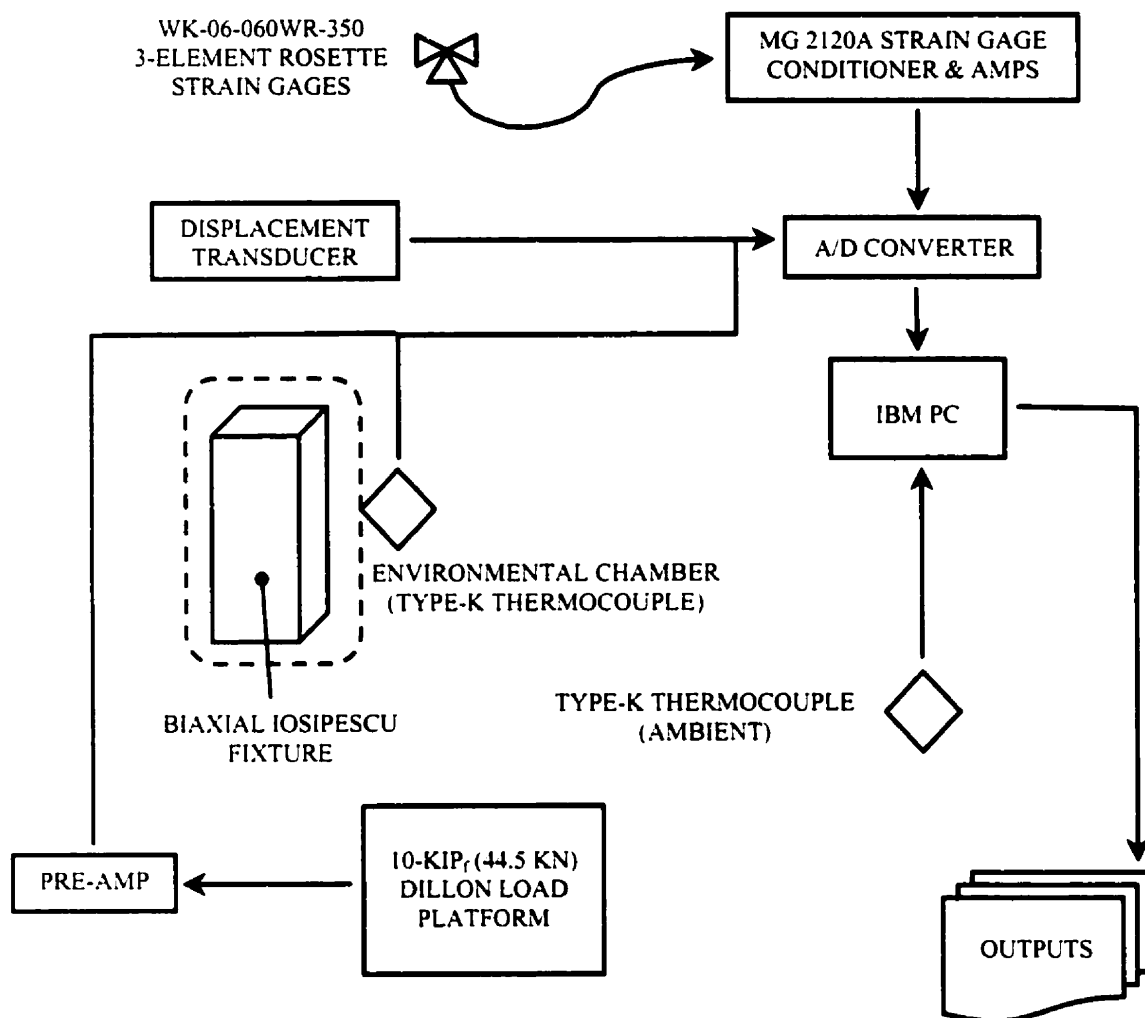 WK-06-060WR-350
3-ELEMENT ROSETTE
STRAIN GAGES
MG 2120A STRAIN GAGE
CONDITIONER & AMPS
DISPLACEMENT
TRANSDUCER
A/D CONVERTER
IBM PC
ENVIRONMENTAL CHAMBER
(TYPE-K THERMOCOUPLE)
BIAXIAL IOSIPESCU
FIXTURE
TYPE-K THERMOCOUPLE
(AMBIENT)
PRE-AMP
10-KIPf (44.5 KN)
DILLON LOAD
PLATFORM
OUTPUTS